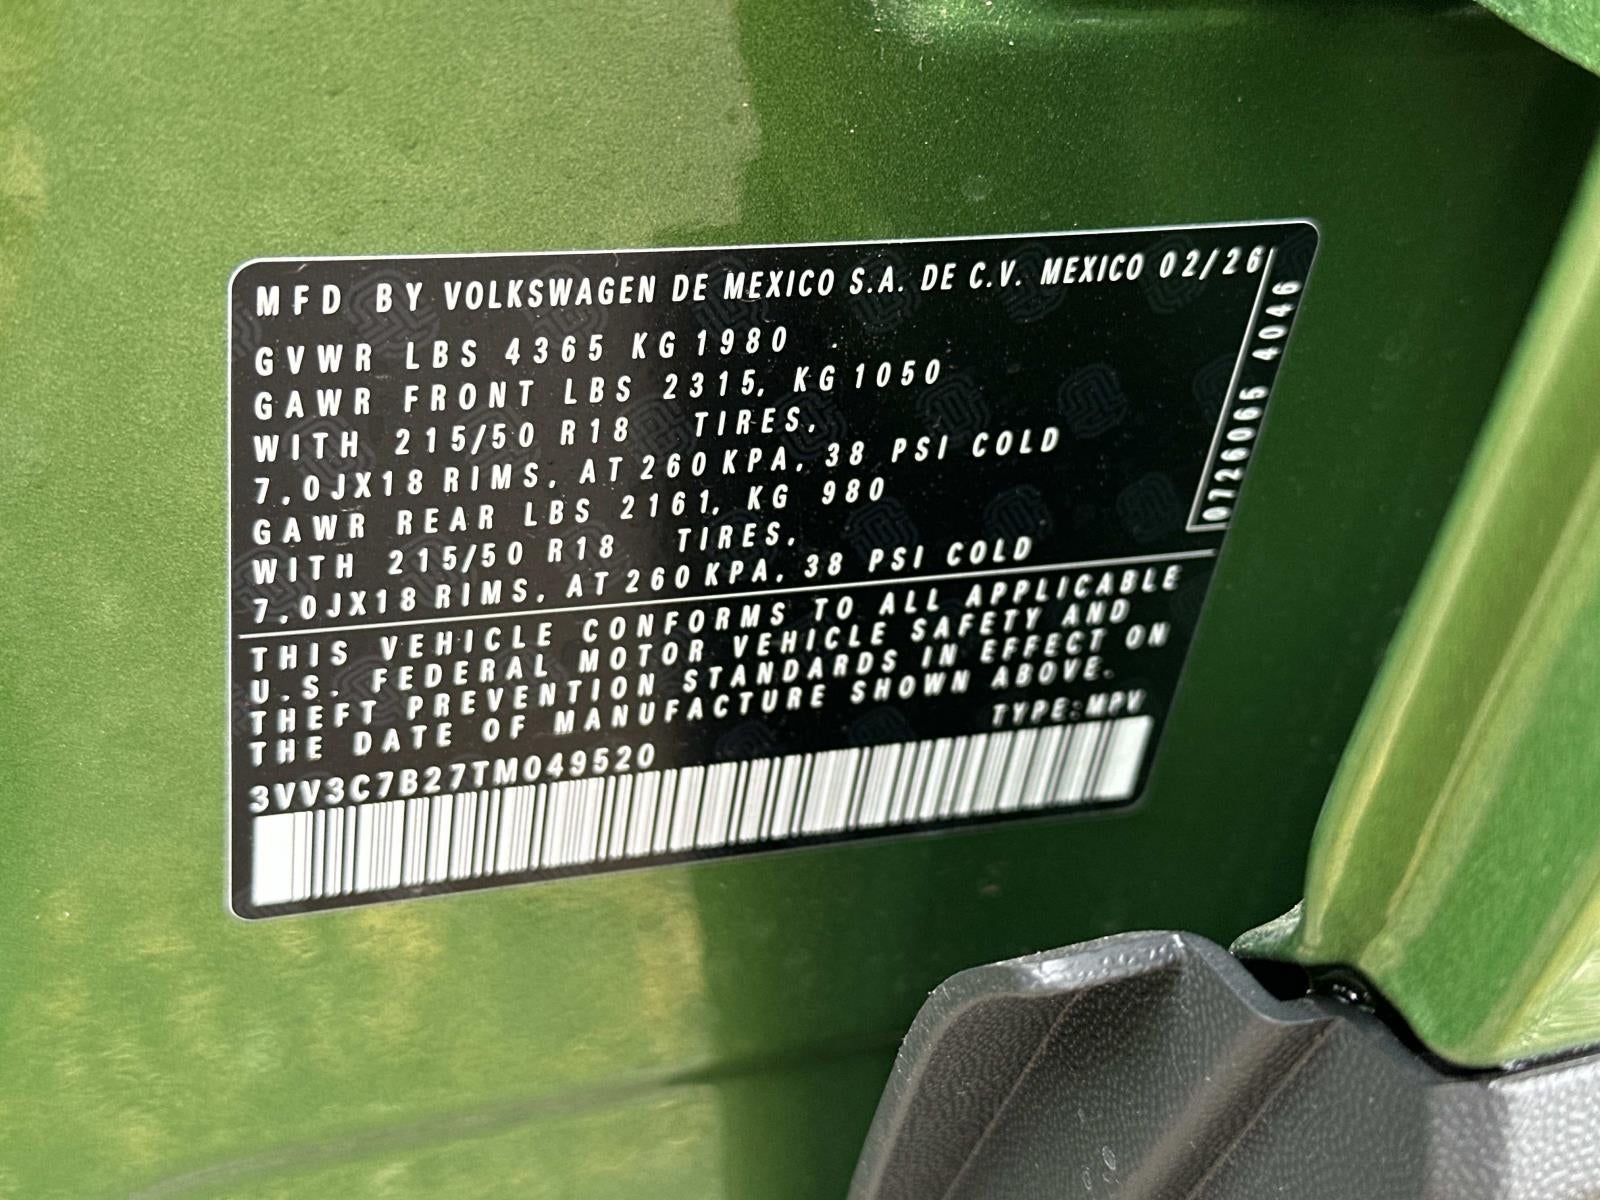 MFD BY VOLKSWAGEN DE MEXICO S.A. DE C.V. MEXICO 02/26
GVWR LBS 4365 KG 1980
GAWR FRONT LBS 2315, KG 1050
WITH 215/50 R18 TIRES,
7.0JX18 RIMS, AT 260 KPA, 38 PSI COLD
GAWR REAR LBS 2161, KG 980
WITH 215/50 R18 TIRES,
7.0JX18 RIMS, AT 260 KPA, 38 PSI COLD
THIS VEHICLE CONFORMS TO ALL APPLICABLE
U.S. FEDERAL MOTOR VEHICLE SAFETY AND
THEFT PREVENTION STANDARDS IN EFFECT ON
THE DATE OF MANUFACTURE SHOWN ABOVE.
TYPE:MPV
3VV3C7B27TM049520
0726065 4046